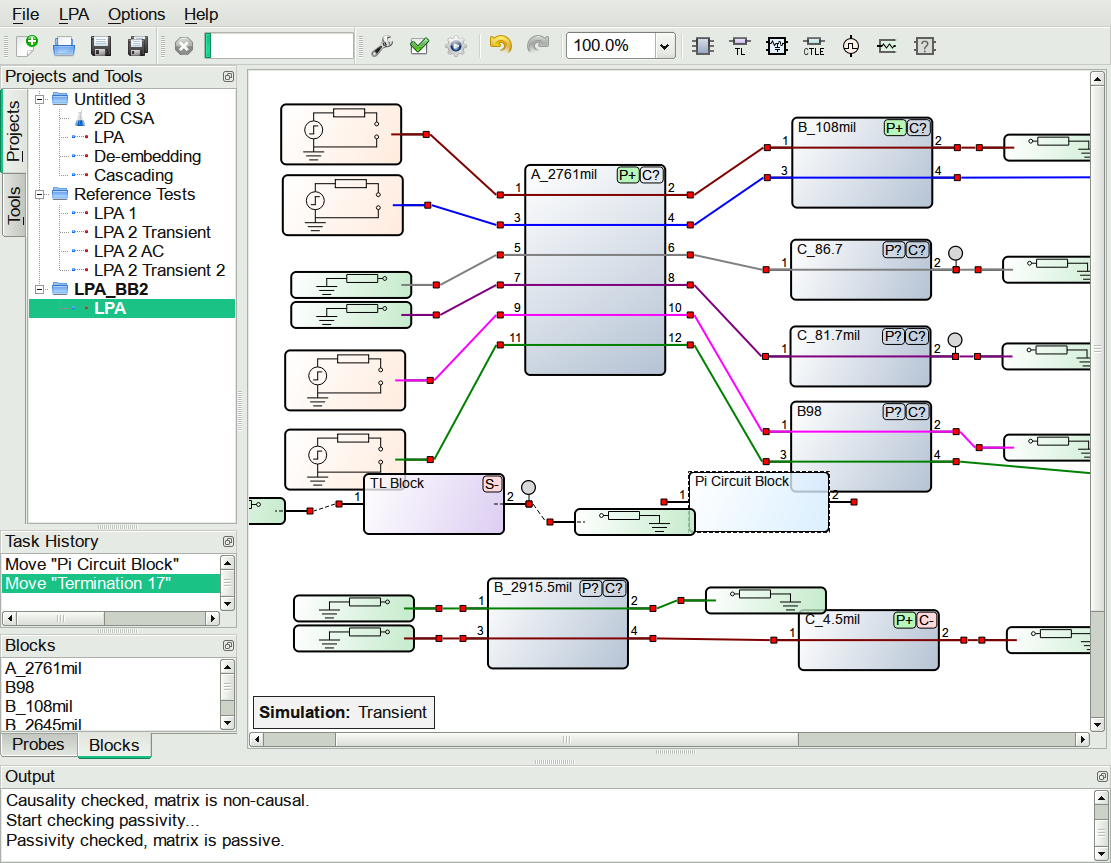 File LPA Options Help
100.0% TL CTLE ?
Projects and Tools
Projects
Tools
Untitled 3
2D CSA
LPA
De-embedding
Cascading
Reference Tests
LPA 1
LPA 2 Transient
LPA 2 AC
LPA 2 Transient 2
LPA_BB2
LPA
Task History
Move "Pi Circuit Block"
Move "Termination 17"
Blocks
A_2761mil
B98
B_108mil
B_2645mil
Probes Blocks
A_2761mil P+ C?
1 2
3 4
5 6
7 8
9 10
11 12
B_108mil P+ C?
1 2
3 4
C_86.7 P? C?
1 2
C_81.7mil P? C?
1 2
B98 P? C?
1 2
3 4
TL Block S-
1 2
Pi Circuit Block
1 2
B_2915.5mil P? C?
1 2
3 4
C_4.5mil P+ C-
1 2
Simulation: Transient
Output
Causality checked, matrix is non-causal.
Start checking passivity...
Passivity checked, matrix is passive.